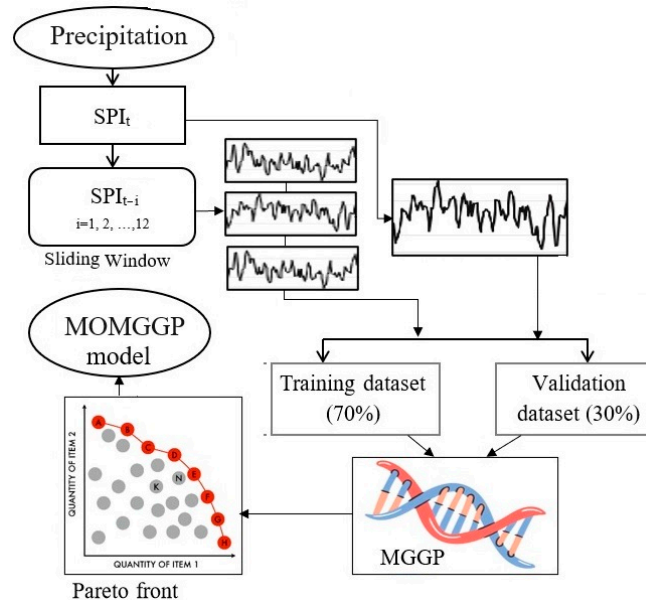 Precipitation
SPIt
SPIt−i
i=1, 2, …,12
Sliding Window
MOMGGP
model
Training dataset
(70%)
Validation
dataset (30%)
QUANTITY OF ITEM 2
A
B
C
D
E
F
G
H
K
N
QUANTITY OF ITEM 1
Pareto front
MGGP